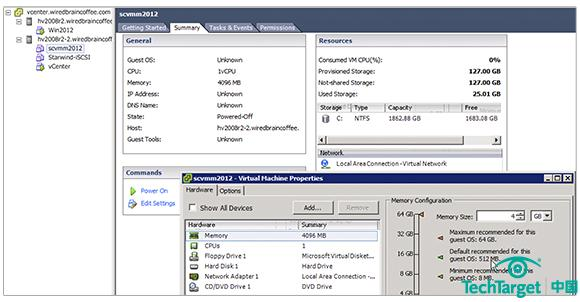 vcenter.wiredbraincoffee.com
hv2008r2.wiredbraincoffee...
Win2012
hv2008r2-2.wiredbraincoffee...
scvmm2012
Starwind-iSCSI
vCenter
scvmm2012
Getting Started
Summary
Tasks & Events
Permissions
General
Guest OS: Unknown
CPU: 1vCPU
Memory: 4096 MB
IP Address: Unknown
DNS Name: Unknown
State: Powered-Off
Host: hv2008r2-2.wiredbraincoffee.
Guest Tools: Unknown
Commands
Power On
Edit Settings
Resources
Consumed VM CPU(%): 0%
Provisioned Storage: 127.00 GB
Not-shared Storage: 127.00 GB
Used Storage: 25.01 GB
Storage Type Capacity Free
C: NTFS 1862.88 GB 1683.08 GB
Network
Local Area Connection - Virtual Network
scvmm2012 - Virtual Machine Properties
Hardware
Options
Show All Devices
Add...
Remove
Hardware Summary
Memory 4096 MB
CPUs 1
Floppy Drive 1 Microsoft Virtual Diskett...
Hard Disk 1 Hard Drive
Network Adapter 1 Local Area Connection -
CD/DVD Drive 1 CD/DVD Drive
Memory Configuration
64 GB
Memory Size: 4 GB
32 GB
Maximum recommended for this
guest OS: 64 GB.
16 GB
Default recommended for this
guest OS: 512 MB.
8 GB
Minimum recommended for this
guest OS: 8 MB.
4 GB
TechTarget 中国